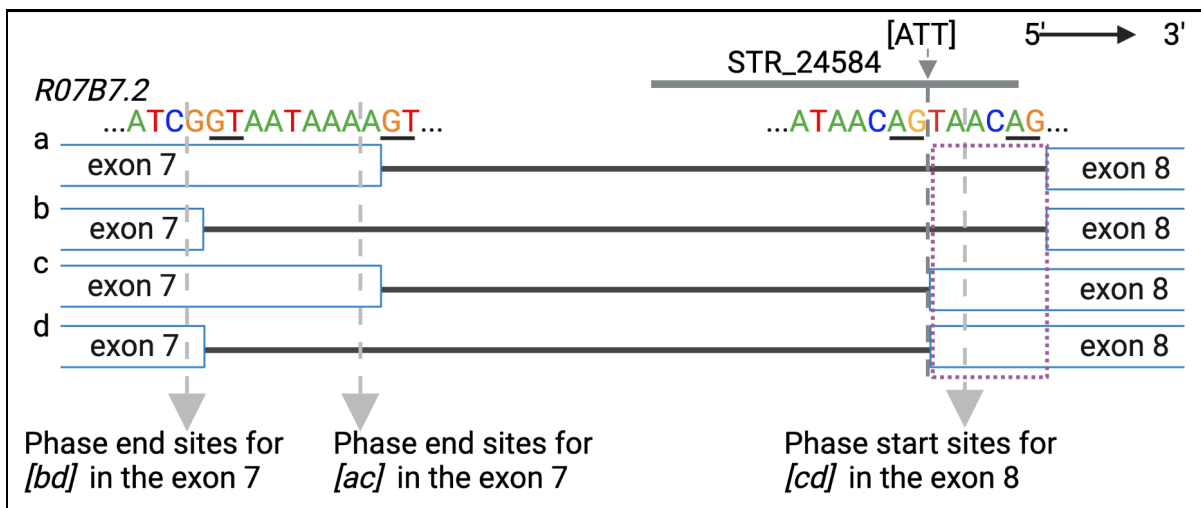 [ATT]
5' 3'
STR_24584
R07B7.2
...ATCGGTAATAAAAGT... ...ATAACAGTAACAG...
a
exon 7 exon 8
b
exon 7 exon 8
c
exon 7 exon 8
d
exon 7 exon 8
Phase end sites for
[bd] in the exon 7
Phase end sites for
[ac] in the exon 7
Phase start sites for
[cd] in the exon 8